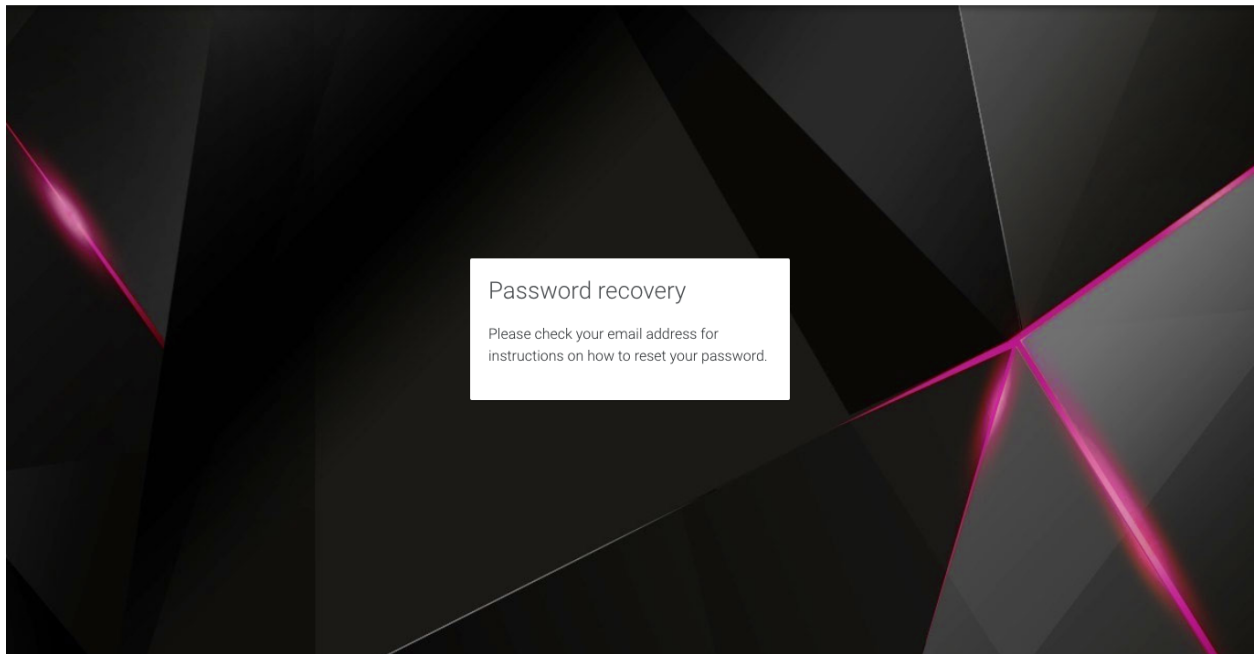 Password recovery
Please check your email address for
instructions on how to reset your password.